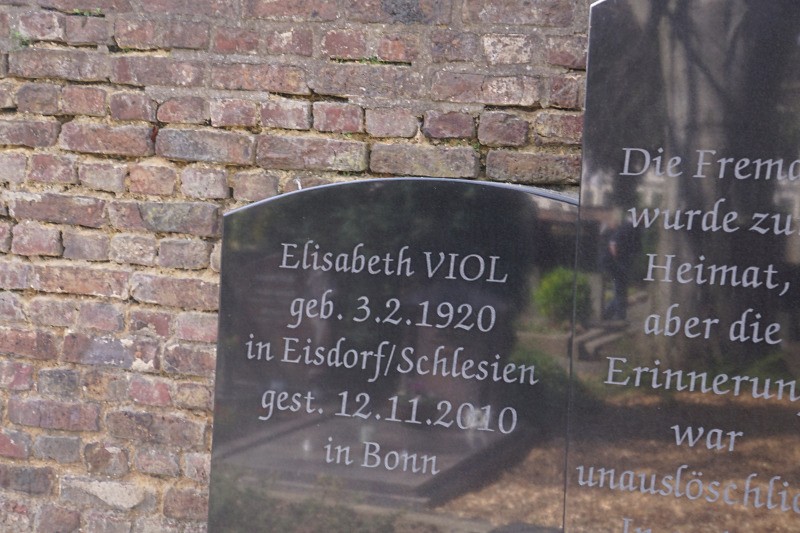 Elisabeth VIOL
geb. 3.2.1920
in Eisdorf/Schlesien
gest. 12.11.2010
in Bonn
Die
wurde
Heimat,
aber die
war